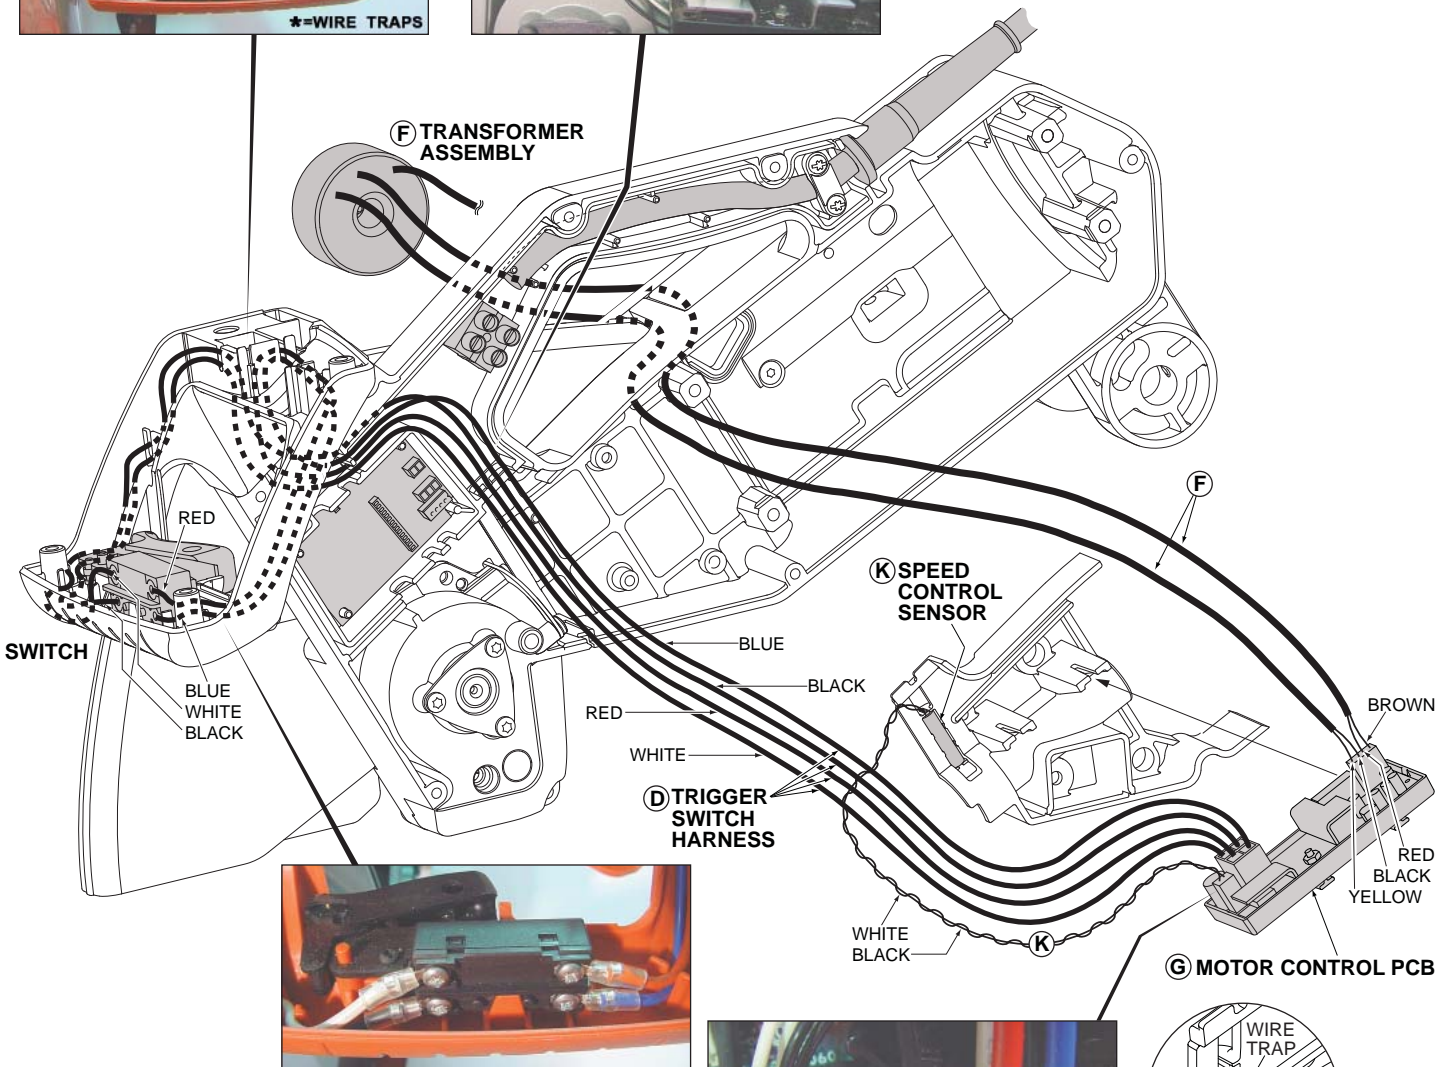 *=WIRE TRAPS
F TRANSFORMER
ASSEMBLY
RED
SWITCH
BLUE
WHITE
BLACK
F
K SPEED
CONTROL
SENSOR
BLUE
BLACK
RED
WHITE
D TRIGGER
SWITCH
HARNESS
BROWN
RED
BLACK
YELLOW
WHITE
BLACK
K
G MOTOR CONTROL PCB
WIRE
TRAP